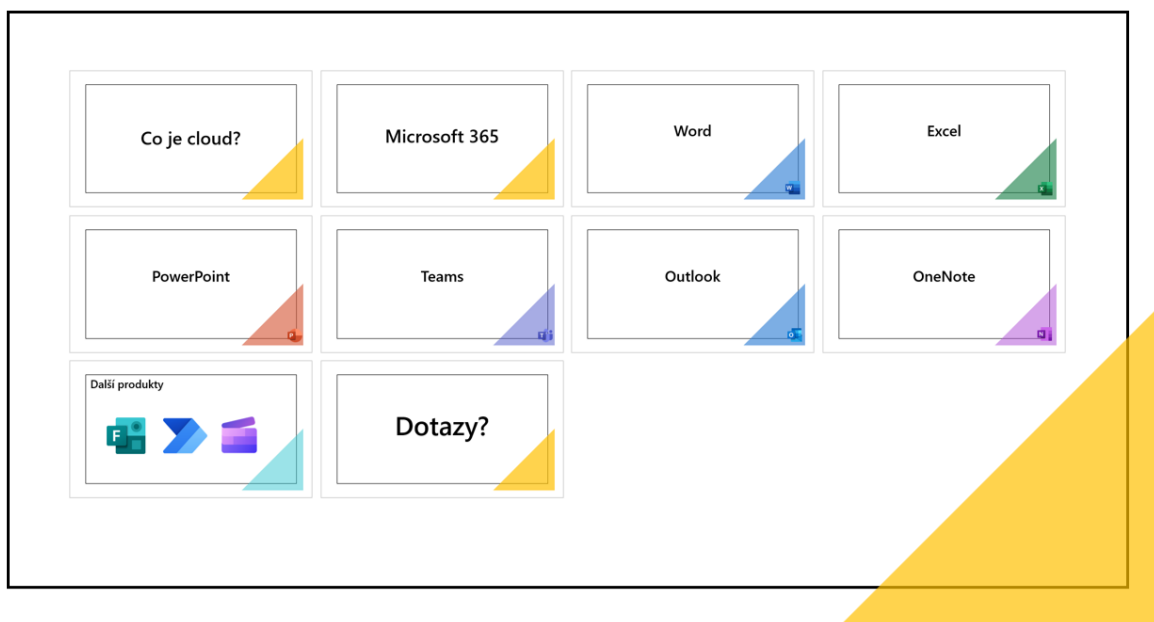 Co je cloud?
Microsoft 365
Word
Excel
PowerPoint
Teams
Outlook
OneNote
Další produkty
F
Dotazy?